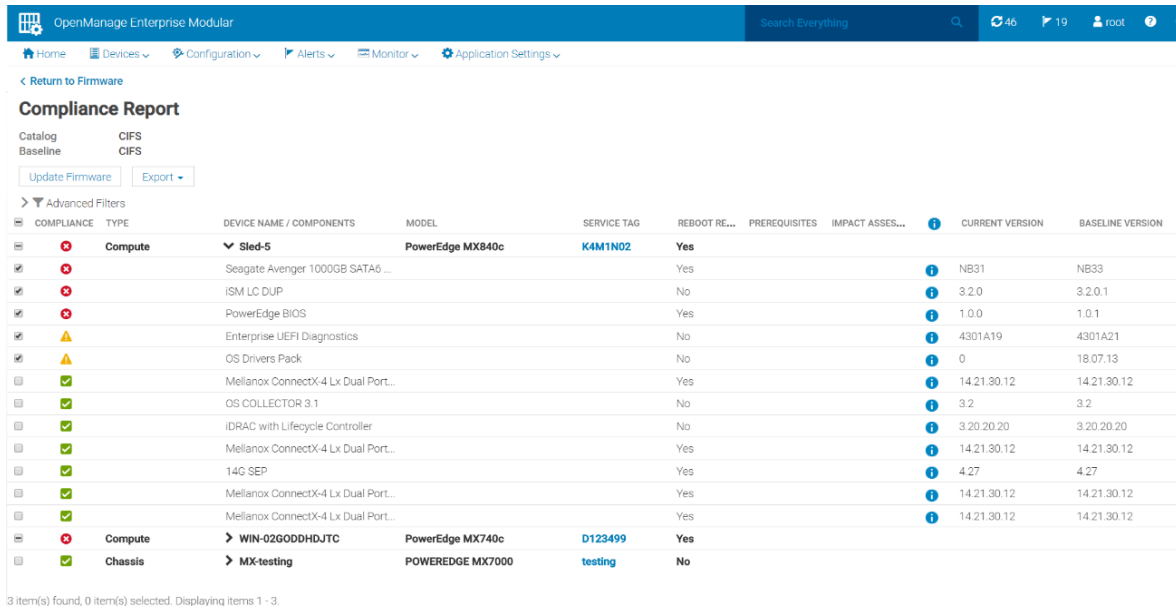 OpenManage Enterprise Modular Search Everything 46 19 root ?
Home Devices Configuration Alerts Monitor Application Settings
< Return to Firmware
Compliance Report
Catalog CIFS
Baseline CIFS
Update Firmware Export
Advanced Filters
COMPLIANCE TYPE DEVICE NAME / COMPONENTS MODEL SERVICE TAG REBOOT RE... PREREQUISITES IMPACT ASSES... i CURRENT VERSION BASELINE VERSION
Compute Sled-5 PowerEdge MX840c K4M1N02 Yes
Seagate Avenger 1000GB SATA6 ... Yes i NB31 NB33
iSM LC DUP No i 3.2.0 3.2.0.1
PowerEdge BIOS Yes i 1.0.0 1.0.1
Enterprise UEFI Diagnostics No i 4301A19 4301A21
OS Drivers Pack No i 0 18.07.13
Mellanox ConnectX-4 Lx Dual Port... Yes i 14.21.30.12 14.21.30.12
OS COLLECTOR 3.1 No i 3.2 3.2
iDRAC with Lifecycle Controller No i 3.20.20.20 3.20.20.20
Mellanox ConnectX-4 Lx Dual Port... Yes i 14.21.30.12 14.21.30.12
14G SEP Yes i 4.27 4.27
Mellanox ConnectX-4 Lx Dual Port... Yes i 14.21.30.12 14.21.30.12
Mellanox ConnectX-4 Lx Dual Port... Yes i 14.21.30.12 14.21.30.12
Compute WIN-02GODDHDJTC PowerEdge MX740c D123499 Yes
Chassis MX-testing POWEREDGE MX7000 testing No
3 item(s) found, 0 item(s) selected. Displaying items 1 - 3.